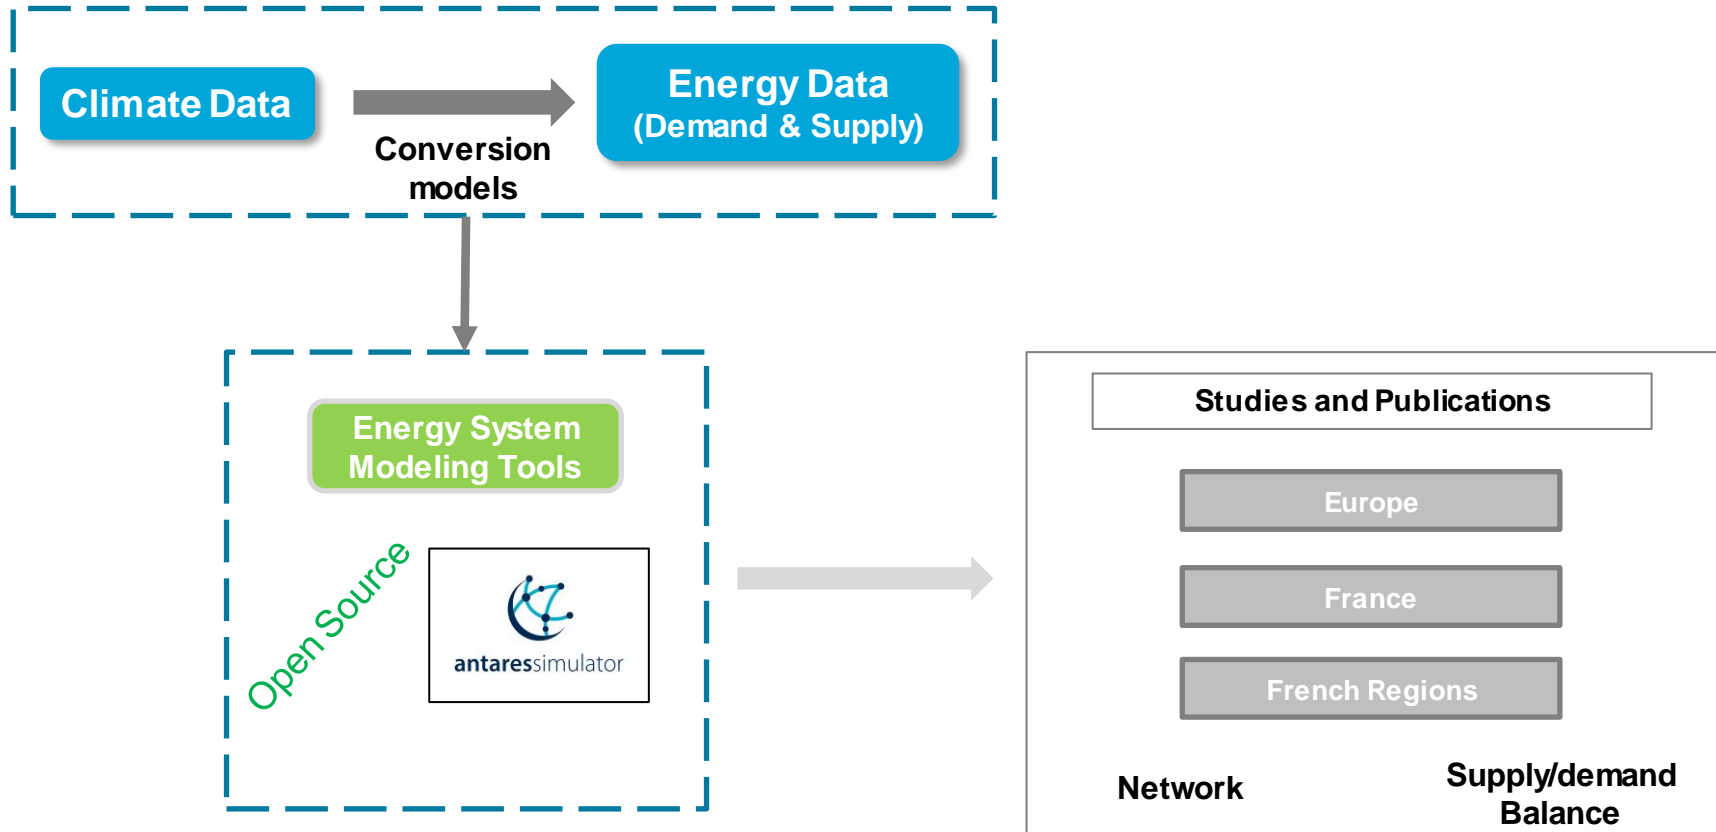 Climate Data
Energy Data
(Demand & Supply)
Conversion
models
Energy System
Modeling Tools
Open Source
antaressimulator
Studies and Publications
Europe
France
French Regions
Network
Supply/demand
Balance